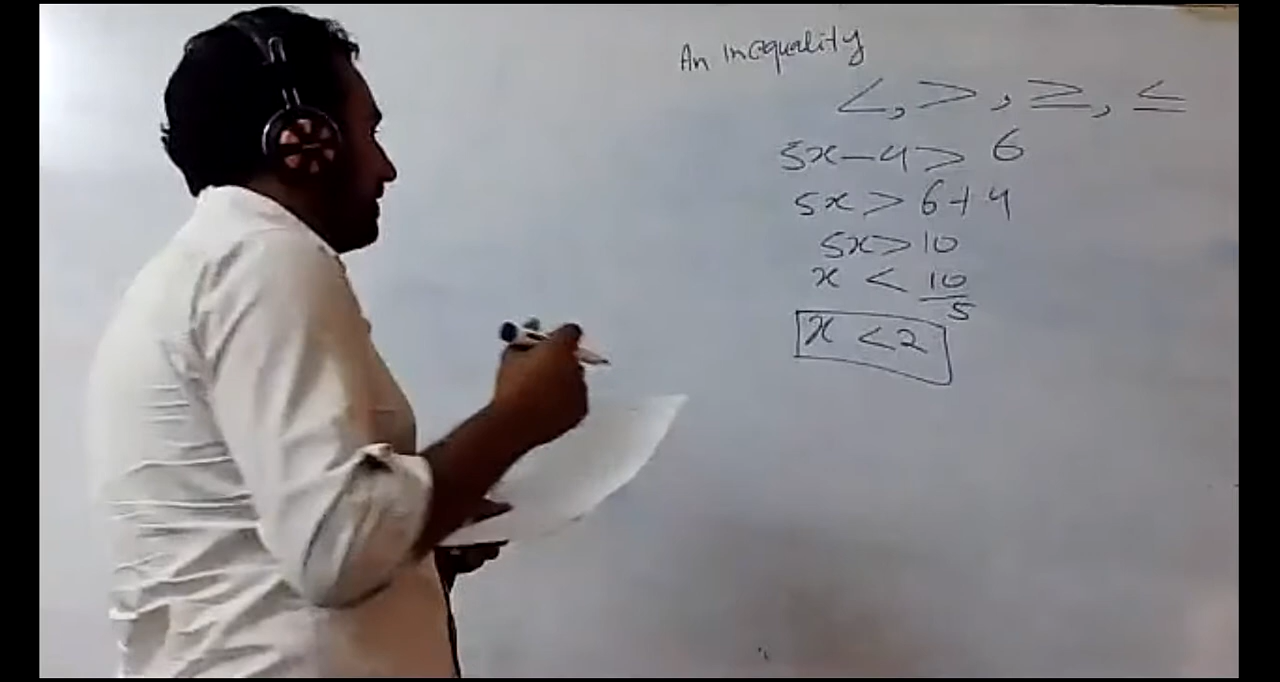 An Inequality
<, >, ≥, ≤
5x-4> 6
5x > 6+4
5x>10
x < 10/5
x <2